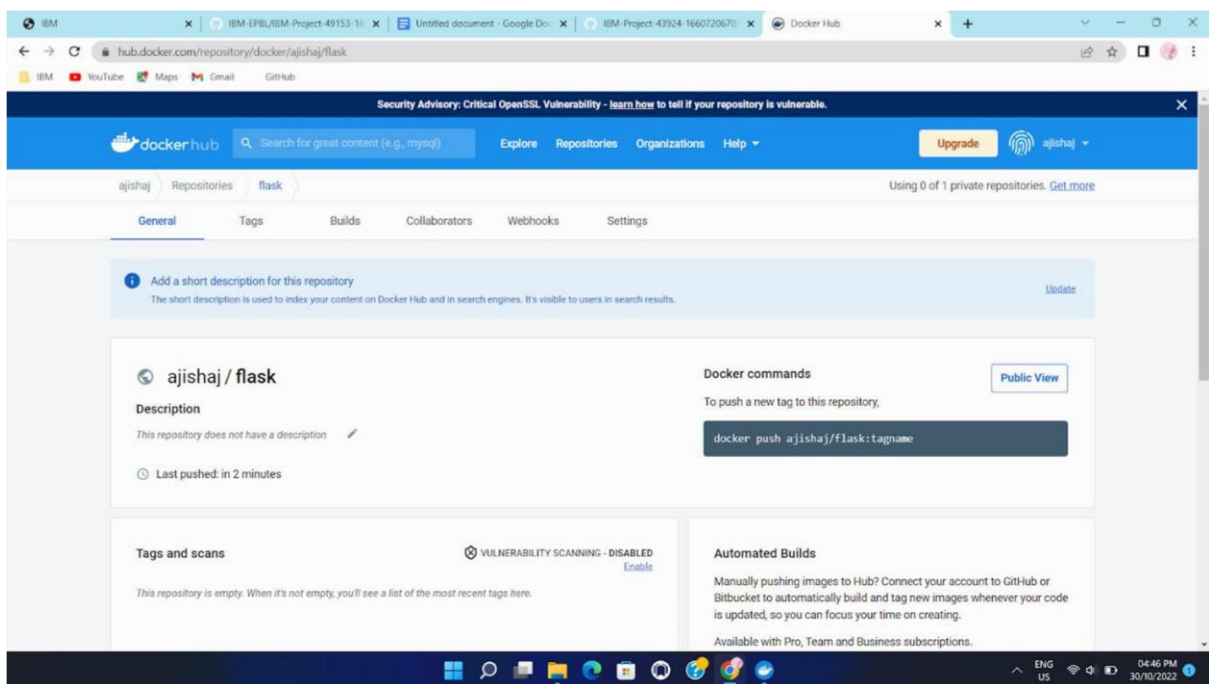 IBM
IBM-EPBL/IBM-Project-49153-16
Untitled document - Google Doc
IBM-Project-43924-1660720670/
Docker Hub
hub.docker.com/repository/docker/ajishaj/flask
IBM
YouTube
Maps
Gmail
GitHub
Security Advisory: Critical OpenSSL Vulnerability - learn how to tell if your repository is vulnerable.
dockerhub
Search for great content (e.g., mysql)
Explore
Repositories
Organizations
Help
Upgrade
ajishaj
ajishaj
Repositories
flask
Using 0 of 1 private repositories. Get more
General
Tags
Builds
Collaborators
Webhooks
Settings
Add a short description for this repository
The short description is used to index your content on Docker Hub and in search engines. It's visible to users in search results.
Update
ajishaj / flask
Description
This repository does not have a description
Last pushed: in 2 minutes
Docker commands
Public View
To push a new tag to this repository,
docker push ajishaj/flask:tagname
Tags and scans
VULNERABILITY SCANNING - DISABLED
Enable
This repository is empty. When it's not empty, you'll see a list of the most recent tags here.
Automated Builds
Manually pushing images to Hub? Connect your account to GitHub or
Bitbucket to automatically build and tag new images whenever your code
is updated, so you can focus your time on creating.
Available with Pro, Team and Business subscriptions.
ENG
US
04:46 PM
30/10/2022
1